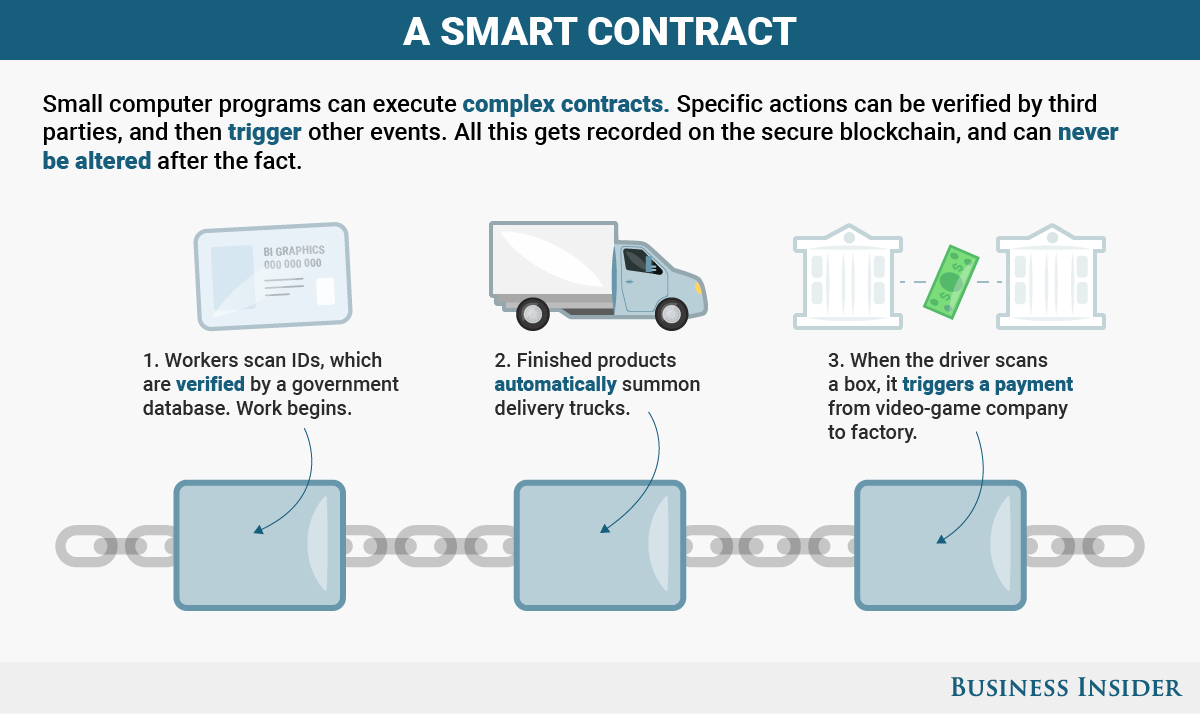 A SMART CONTRACT
Small computer programs can execute complex contracts. Specific actions can be verified by third
parties, and then trigger other events. All this gets recorded on the secure blockchain, and can never
be altered after the fact.
BI GRAPHICS
000 000 000
$
$
1. Workers scan IDs, which
are verified by a government
database. Work begins.
2. Finished products
automatically summon
delivery trucks.
3. When the driver scans
a box, it triggers a payment
from video-game company
to factory.
BUSINESS INSIDER